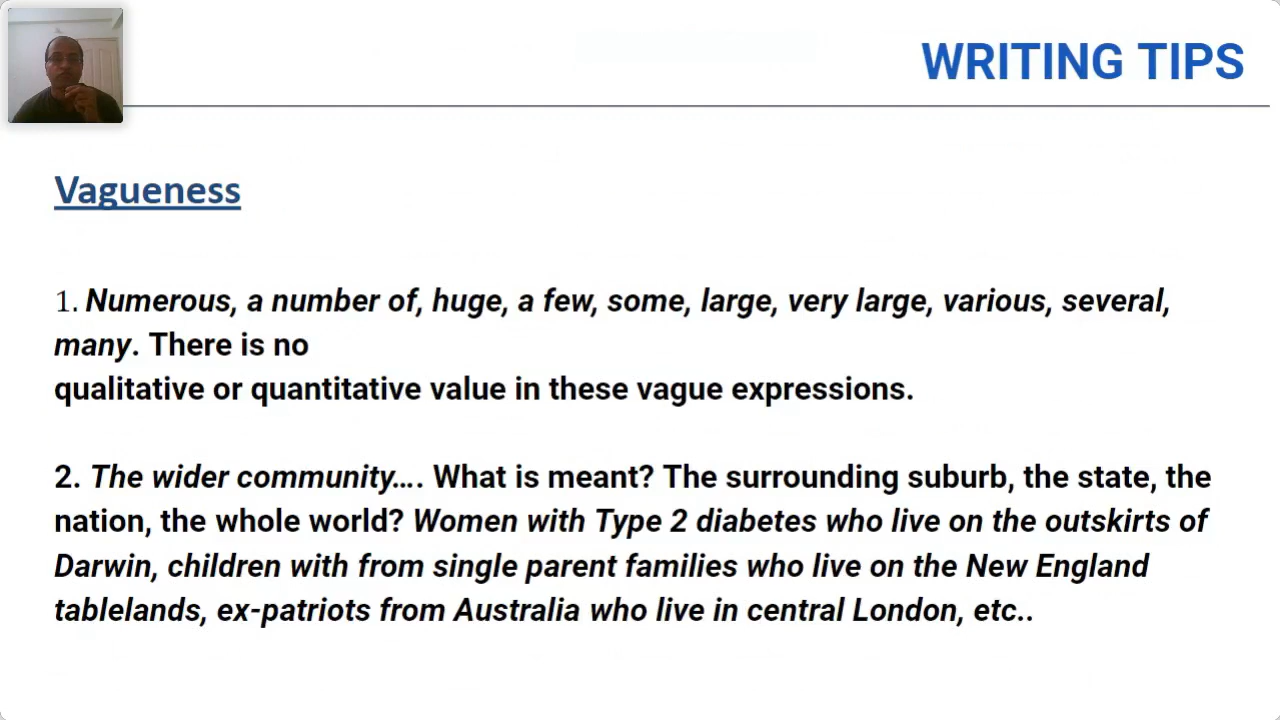 WRITING TIPS
Vagueness
1. Numerous, a number of, huge, a few, some, large, very large, various, several,
many. There is no
qualitative or quantitative value in these vague expressions.
2. The wider community…. What is meant? The surrounding suburb, the state, the
nation, the whole world? Women with Type 2 diabetes who live on the outskirts of
Darwin, children with from single parent families who live on the New England
tablelands, ex-patriots from Australia who live in central London, etc..